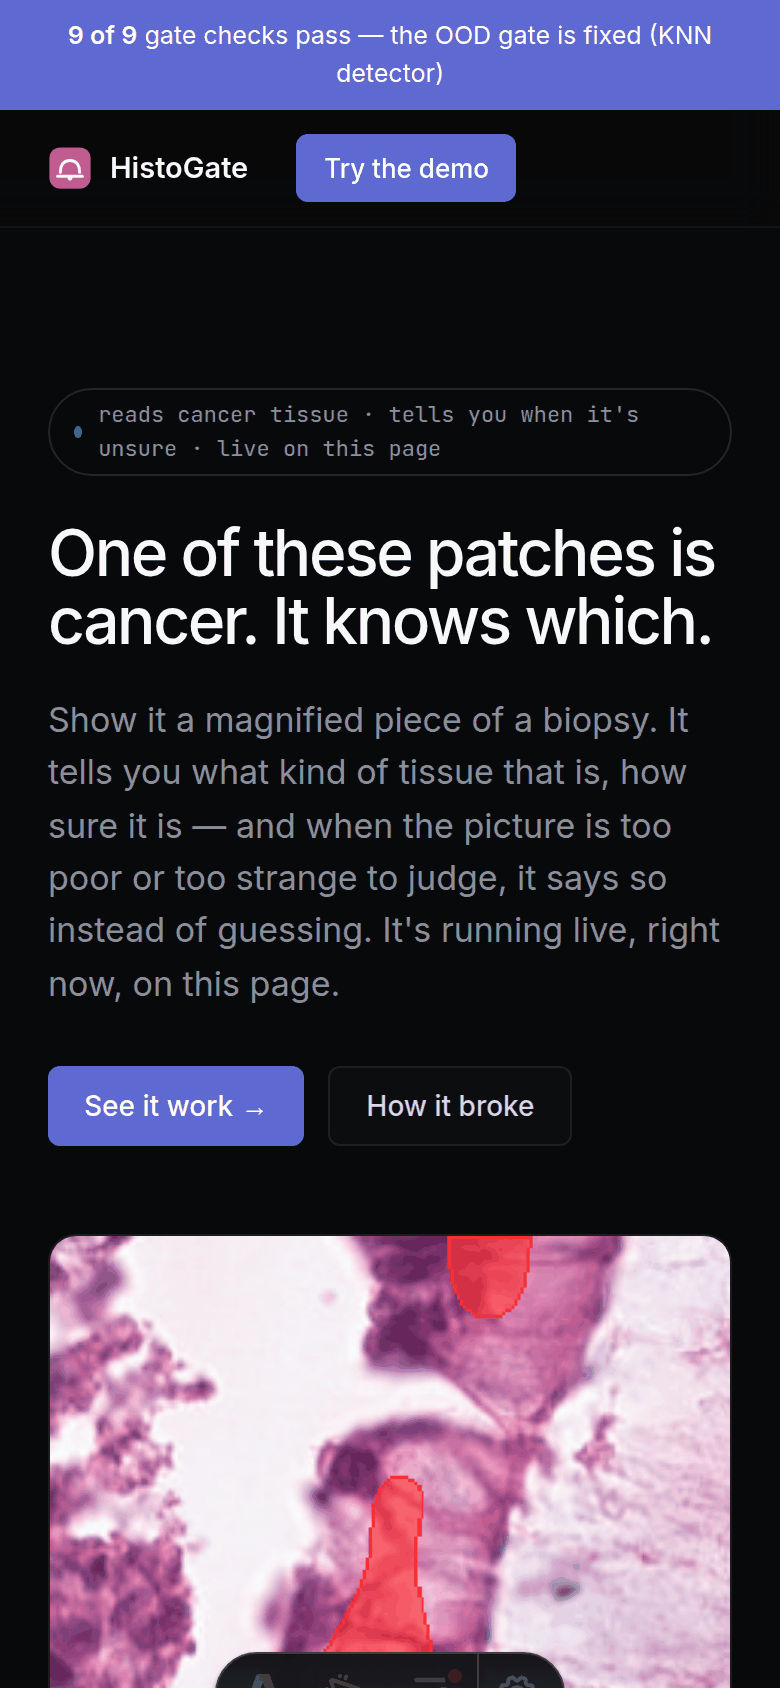 9 of 9 gate checks pass — the OOD gate is fixed (KNN
detector)
HistoGate
Try the demo
reads cancer tissue · tells you when it's
unsure · live on this page
One of these patches is
cancer. It knows which.
Show it a magnified piece of a biopsy. It
tells you what kind of tissue that is, how
sure it is — and when the picture is too
poor or too strange to judge, it says so
instead of guessing. It's running live, right
now, on this page.
See it work →
How it broke